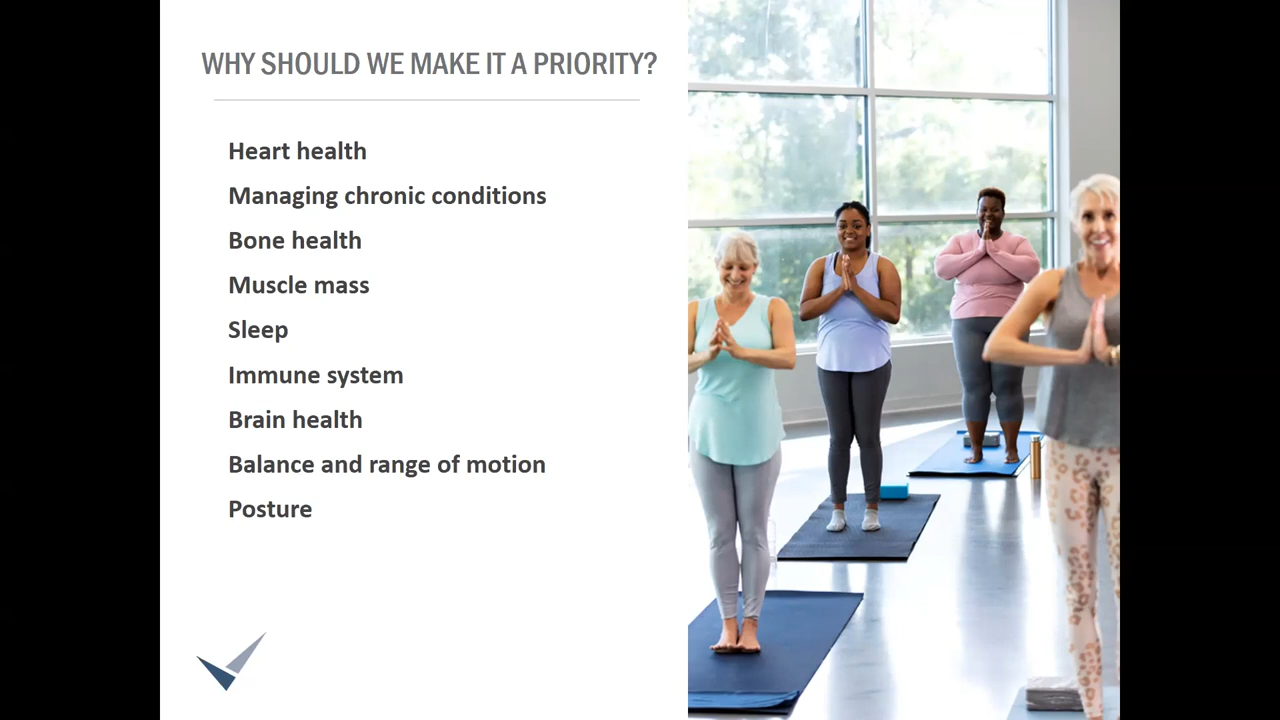 WHY SHOULD WE MAKE IT A PRIORITY?
Heart health
Managing chronic conditions
Bone health
Muscle mass
Sleep
Immune system
Brain health
Balance and range of motion
Posture